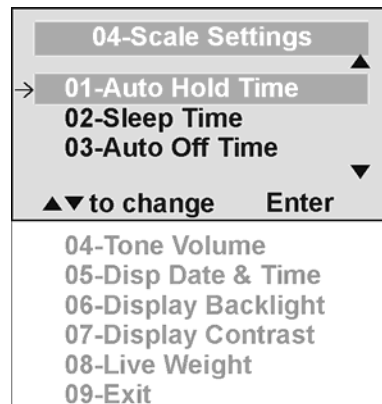 04-Scale Settings
▲
→ 01-Auto Hold Time
02-Sleep Time
03-Auto Off Time
▼
▲▼ to change Enter
04-Tone Volume
05-Disp Date & Time
06-Display Backlight
07-Display Contrast
08-Live Weight
09-Exit